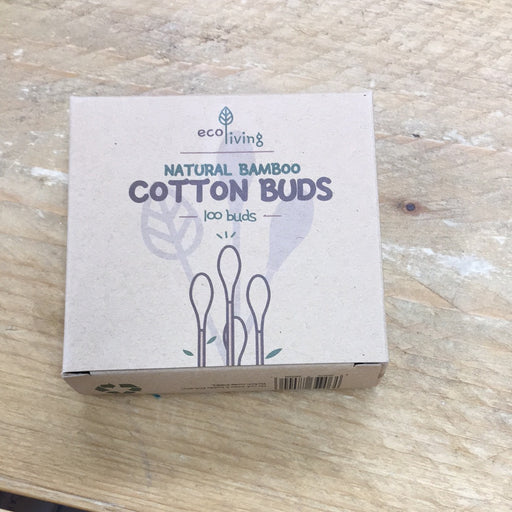 eco living
NATURAL BAMBOO
COTTON BUDS
100 buds